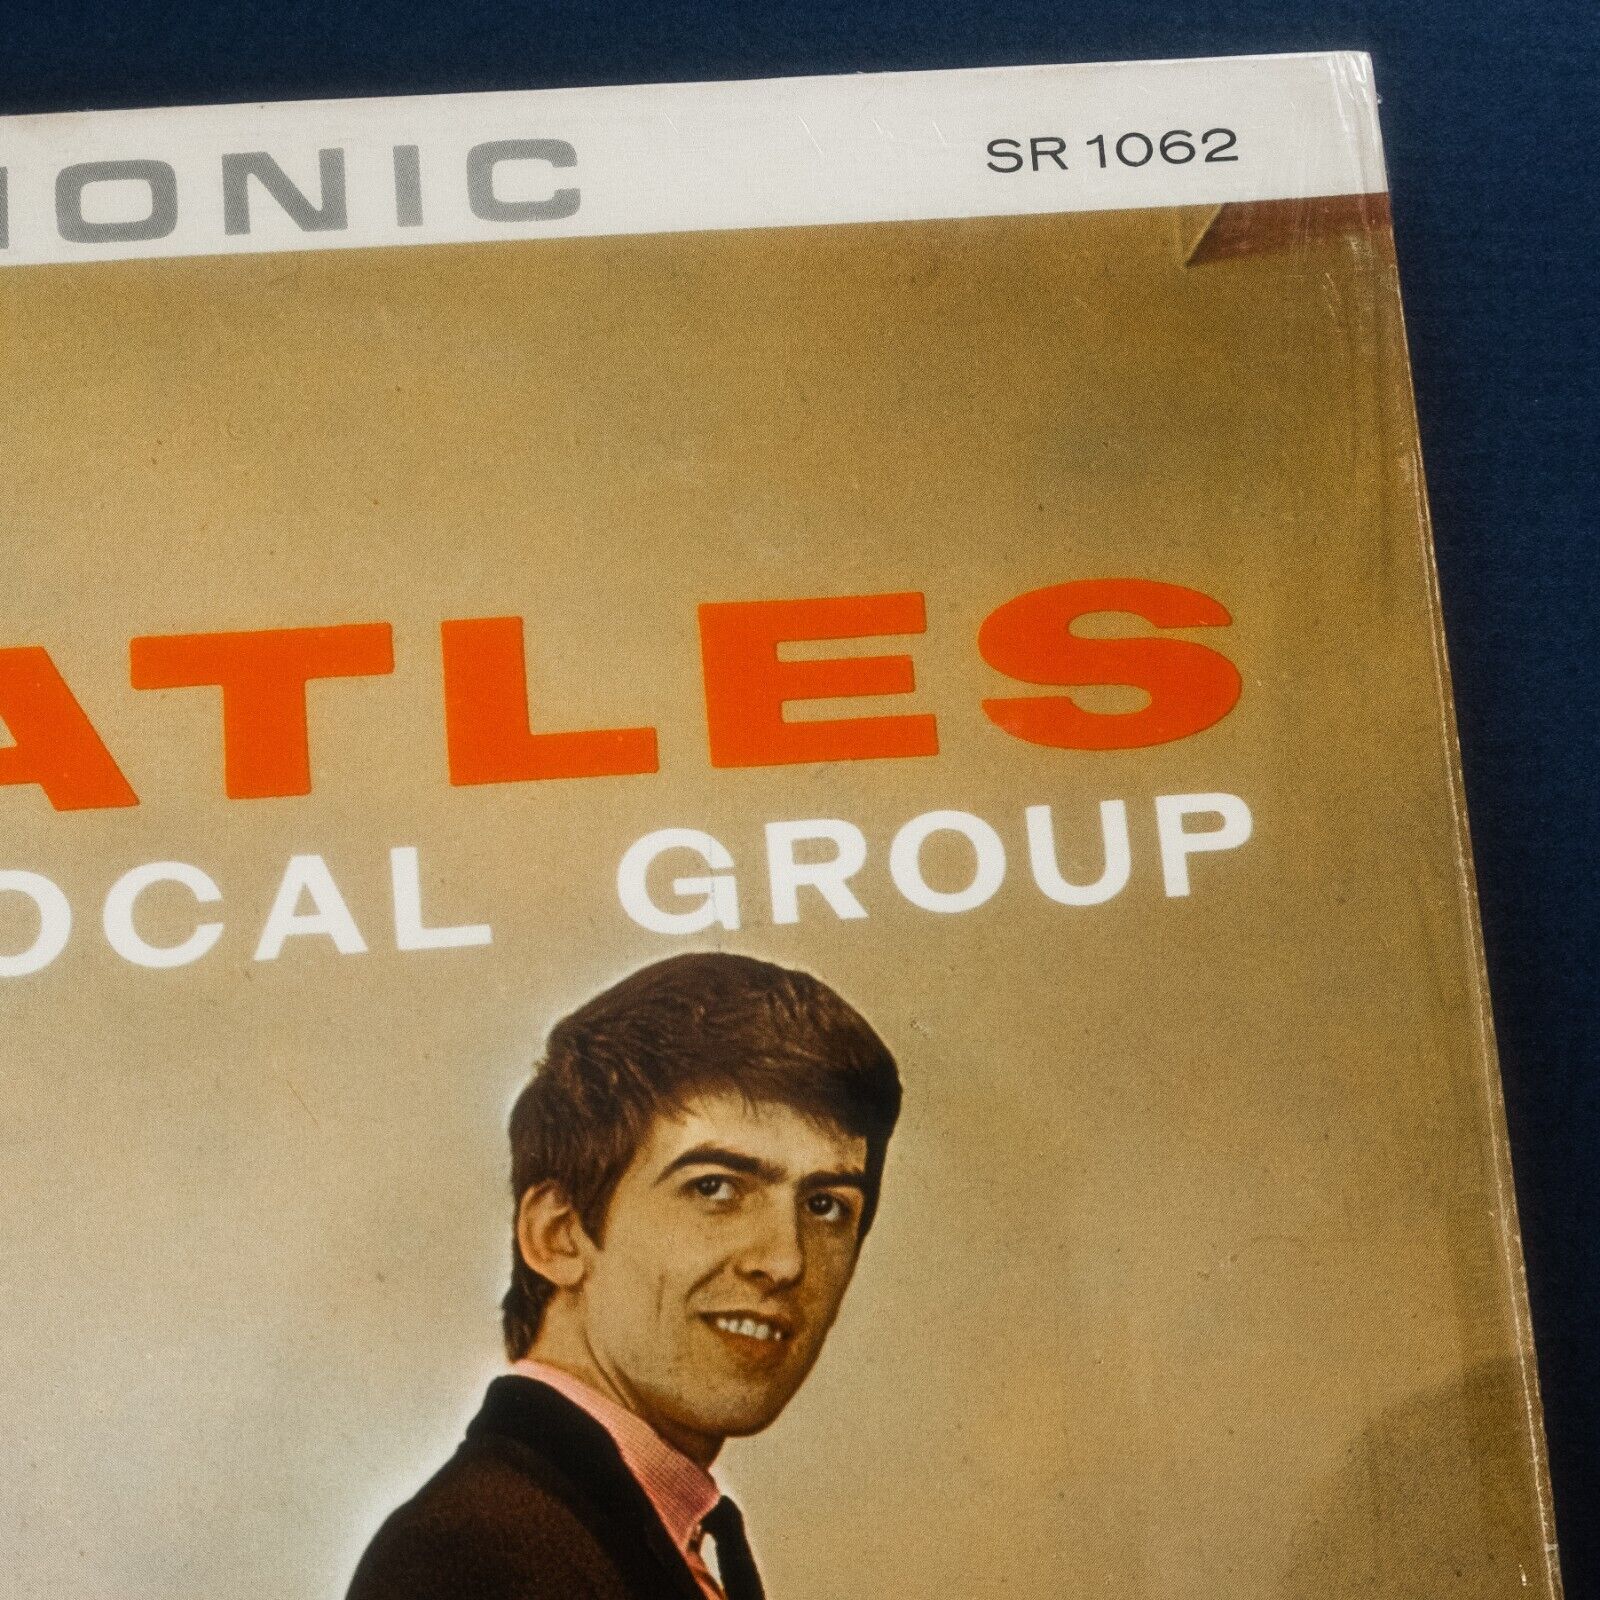 IONIC SR 1062
ATLES
OCAL GROUP